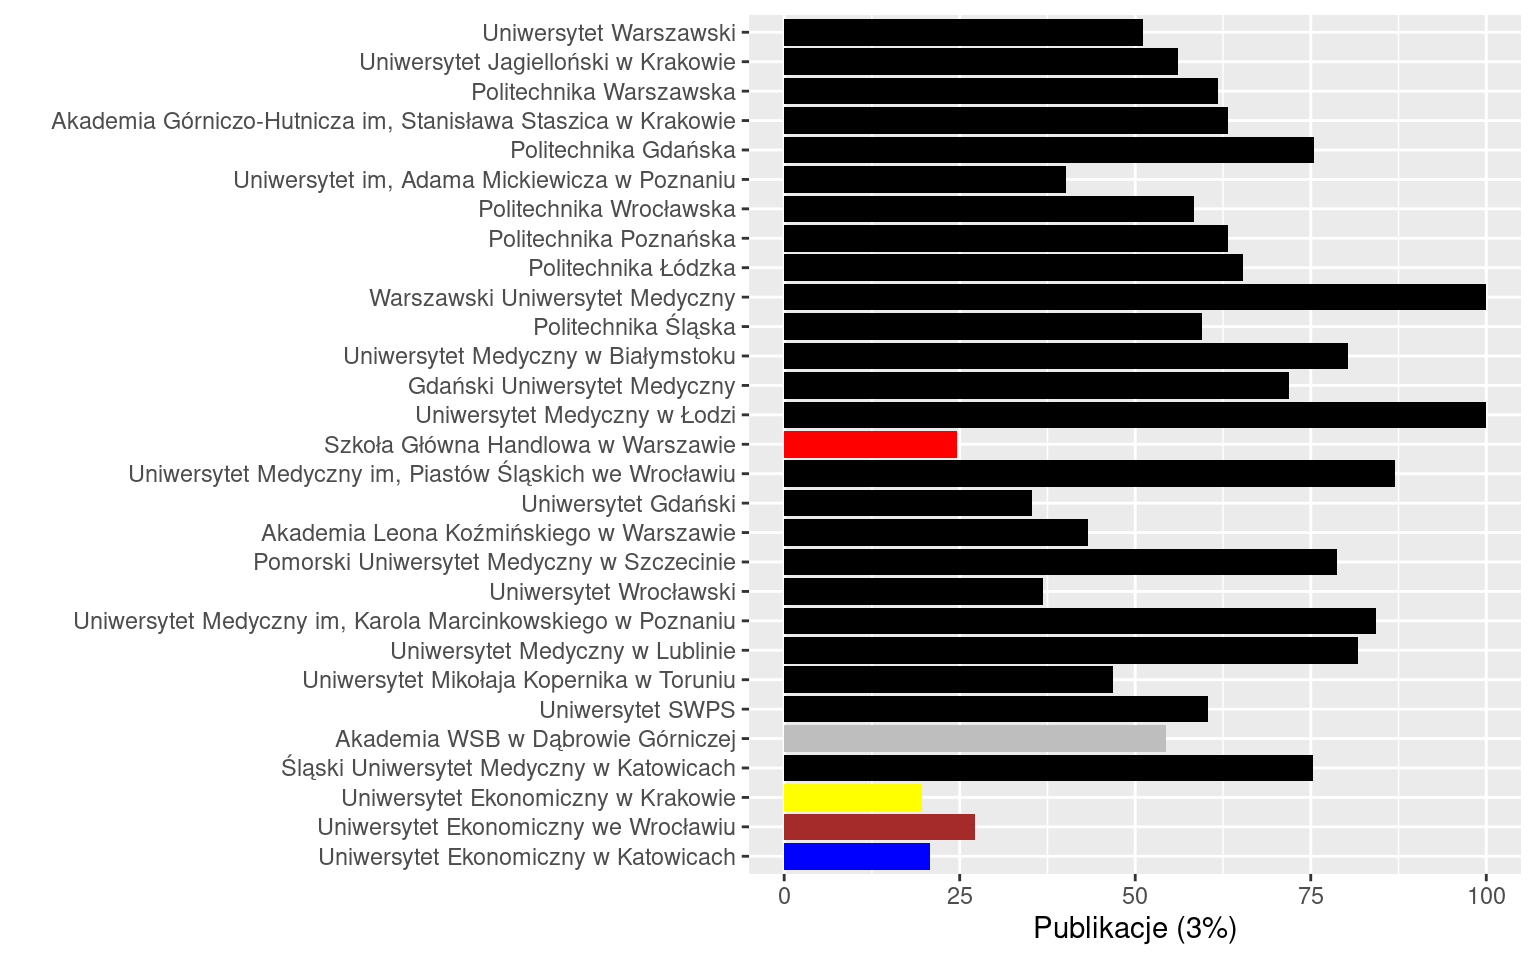 Uniwersytet Warszawski
Uniwersytet Jagielloński w Krakowie
Politechnika Warszawska
Akademia Górniczo-Hutnicza im, Stanisława Staszica w Krakowie
Politechnika Gdańska
Uniwersytet im, Adama Mickiewicza w Poznaniu
Politechnika Wrocławska
Politechnika Poznańska
Politechnika Łódzka
Warszawski Uniwersytet Medyczny
Politechnika Śląska
Uniwersytet Medyczny w Białymstoku
Gdański Uniwersytet Medyczny
Uniwersytet Medyczny w Łodzi
Szkoła Główna Handlowa w Warszawie
Uniwersytet Medyczny im, Piastów Śląskich we Wrocławiu
Uniwersytet Gdański
Akademia Leona Koźmińskiego w Warszawie
Pomorski Uniwersytet Medyczny w Szczecinie
Uniwersytet Wrocławski
Uniwersytet Medyczny im, Karola Marcinkowskiego w Poznaniu
Uniwersytet Medyczny w Lublinie
Uniwersytet Mikołaja Kopernika w Toruniu
Uniwersytet SWPS
Akademia WSB w Dąbrowie Górniczej
Śląski Uniwersytet Medyczny w Katowicach
Uniwersytet Ekonomiczny w Krakowie
Uniwersytet Ekonomiczny we Wrocławiu
Uniwersytet Ekonomiczny w Katowicach
0 25 50 75 100
Publikacje (3%)